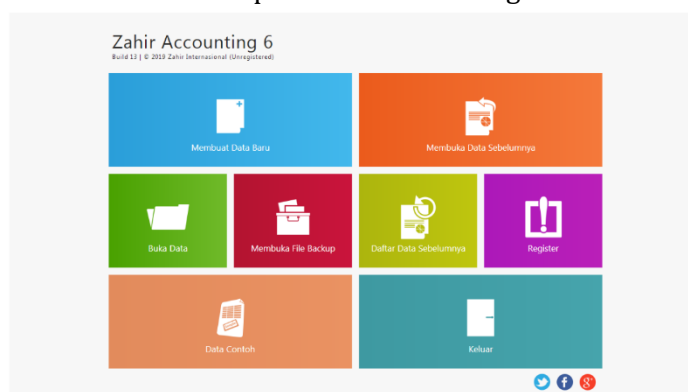 Zahir Accounting 6
Build 13 | © 2019 Zahir Internasional (Unregistered)
Membuat Data Baru
Membuka Data Sebelumnya
Buka Data
Membuka File Backup
Daftar Data Sebelumnya
Register
Data Contoh
Keluar